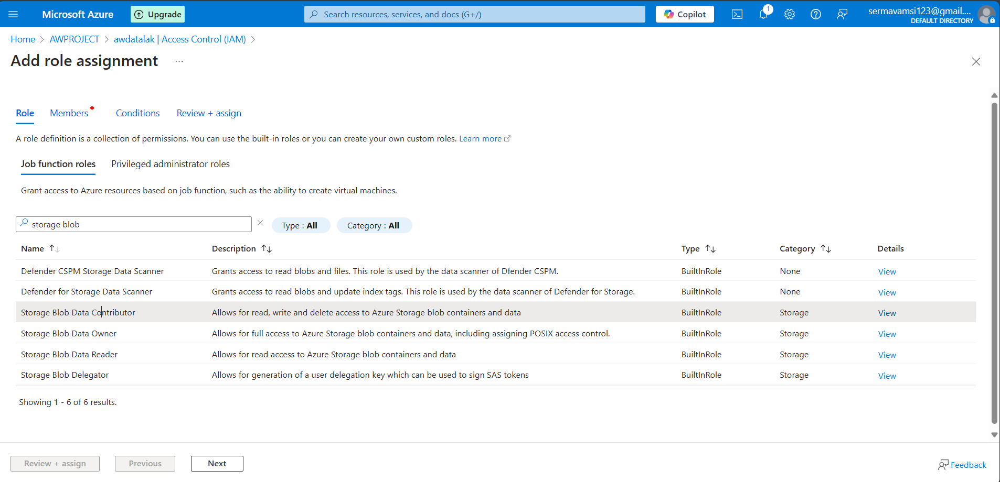 Microsoft Azure
Upgrade
Search resources, services, and docs (G+/)
Copilot
1
sermavamsi123@gmail....
DEFAULT DIRECTORY
Home > AWPROJECT > awdatalak | Access Control (IAM) >
Add role assignment ...
Role Members Conditions Review + assign
A role definition is a collection of permissions. You can use the built-in roles or you can create your own custom roles. Learn more
Job function roles Privileged administrator roles
Grant access to Azure resources based on job function, such as the ability to create virtual machines.
storage blob Type : All Category : All
Name Description Type Category Details
Defender CSPM Storage Data Scanner Grants access to read blobs and files. This role is used by the data scanner of Dfender CSPM. BuiltInRole None View
Defender for Storage Data Scanner Grants access to read blobs and update index tags. This role is used by the data scanner of Defender for Storage. BuiltInRole None View
Storage Blob Data Contributor Allows for read, write and delete access to Azure Storage blob containers and data BuiltInRole Storage View
Storage Blob Data Owner Allows for full access to Azure Storage blob containers and data, including assigning POSIX access control. BuiltInRole Storage View
Storage Blob Data Reader Allows for read access to Azure Storage blob containers and data BuiltInRole Storage View
Storage Blob Delegator Allows for generation of a user delegation key which can be used to sign SAS tokens BuiltInRole Storage View
Showing 1 - 6 of 6 results.
Review + assign Previous Next Feedback